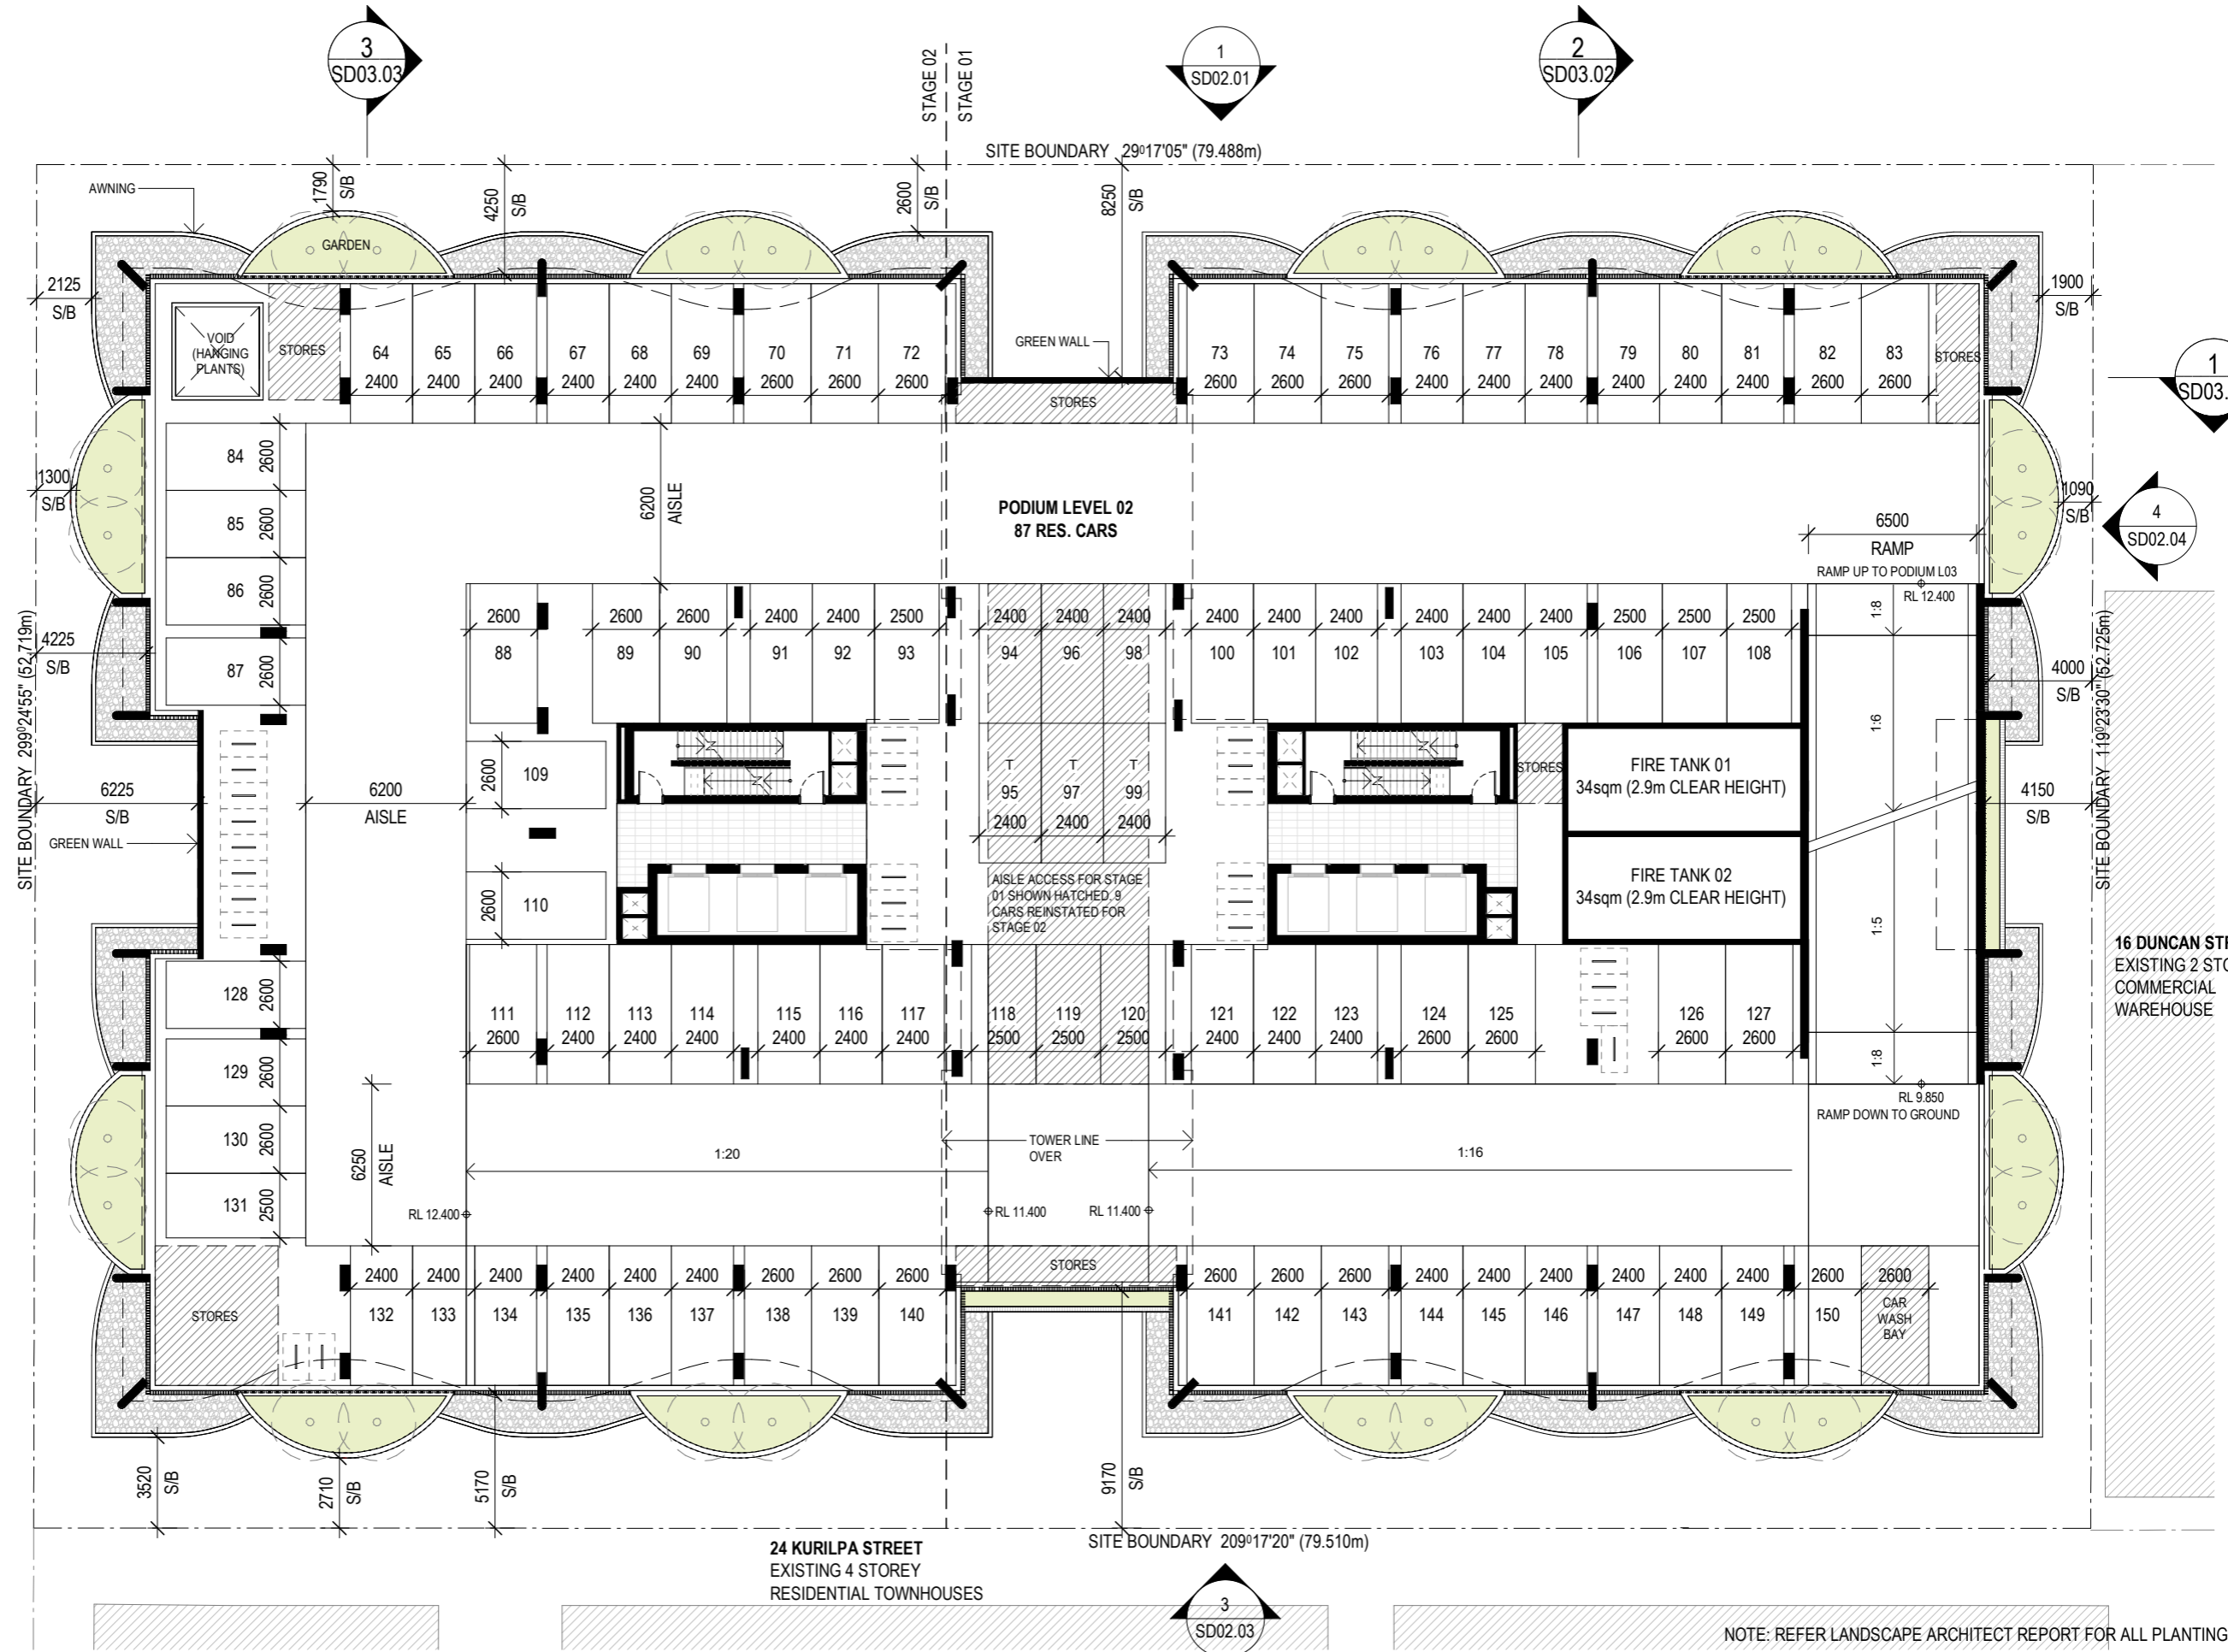 3
SD03.03
STAGE 02
STAGE 01
1
SD02.01
2
SD03.02
SITE BOUNDARY 29º17'05" (79.488m)
AWNING
1790
S/B
4250
S/B
2600
S/B
8250
S/B
GARDEN
2125
S/B
1900
S/B
VOID
(HANGING
PLANTS)
STORES
64 65 66 67 68 69 70 71 72
2400 2400 2400 2400 2400 2400 2600 2600 2600
GREEN WALL
STORES
73 74 75 76 77 78 79 80 81 82 83
2600 2600 2600 2400 2400 2400 2400 2400 2400 2600 2600
STORES
1
SD03.
84
2600
85
2600
86
2600
87
2600
1300
S/B
4225
S/B
6200
AISLE
PODIUM LEVEL 02
87 RES. CARS
6500
RAMP
RAMP UP TO PODIUM L03
RL 12.400
1090
S/B
4
SD02.04
SITE BOUNDARY 299º24'55" (52.719m)
2600 2600 2600 2400 2400 2500 2400 2400 2400 2400 2400 2400 2400 2400 2400 2500 2500 2500
88 89 90 91 92 93 94 96 98 100 101 102 103 104 105 106 107 108
1:8
1:6
4000
S/B
SITE BOUNDARY 119º23'30" (52.725m)
6225
S/B
GREEN WALL
6200
AISLE
2600
109
2600
110
T T T
95 97 99
2400 2400 2400
AISLE ACCESS FOR STAGE
01 SHOWN HATCHED. 9
CARS REINSTATED FOR
STAGE 02
STORES
FIRE TANK 01
34sqm (2.9m CLEAR HEIGHT)
FIRE TANK 02
34sqm (2.9m CLEAR HEIGHT)
4150
S/B
1:5
16 DUNCAN STR
EXISTING 2 STO
COMMERCIAL
WAREHOUSE
128
2600
129
2600
130
2600
131
2500
111 112 113 114 115 116 117 118 119 120 121 122 123 124 125 126 127
2600 2400 2400 2400 2400 2400 2400 2500 2500 2500 2400 2400 2400 2600 2600 2600 2600
1:8
RL 9.850
RAMP DOWN TO GROUND
6250
AISLE
1:20
TOWER LINE
OVER
1:16
RL 12.400
RL 11.400
RL 11.400
STORES
2400 2400 2400 2400 2400 2400 2600 2600 2600
132 133 134 135 136 137 138 139 140
STORES
2600 2600 2600 2400 2400 2400 2400 2400 2400 2600 2600
141 142 143 144 145 146 147 148 149 150
CAR
WASH
BAY
3520
S/B
2710
S/B
5170
S/B
9170
S/B
SITE BOUNDARY 209º17'20" (79.510m)
24 KURILPA STREET
EXISTING 4 STOREY
RESIDENTIAL TOWNHOUSES
3
SD02.03
NOTE: REFER LANDSCAPE ARCHITECT REPORT FOR ALL PLANTING